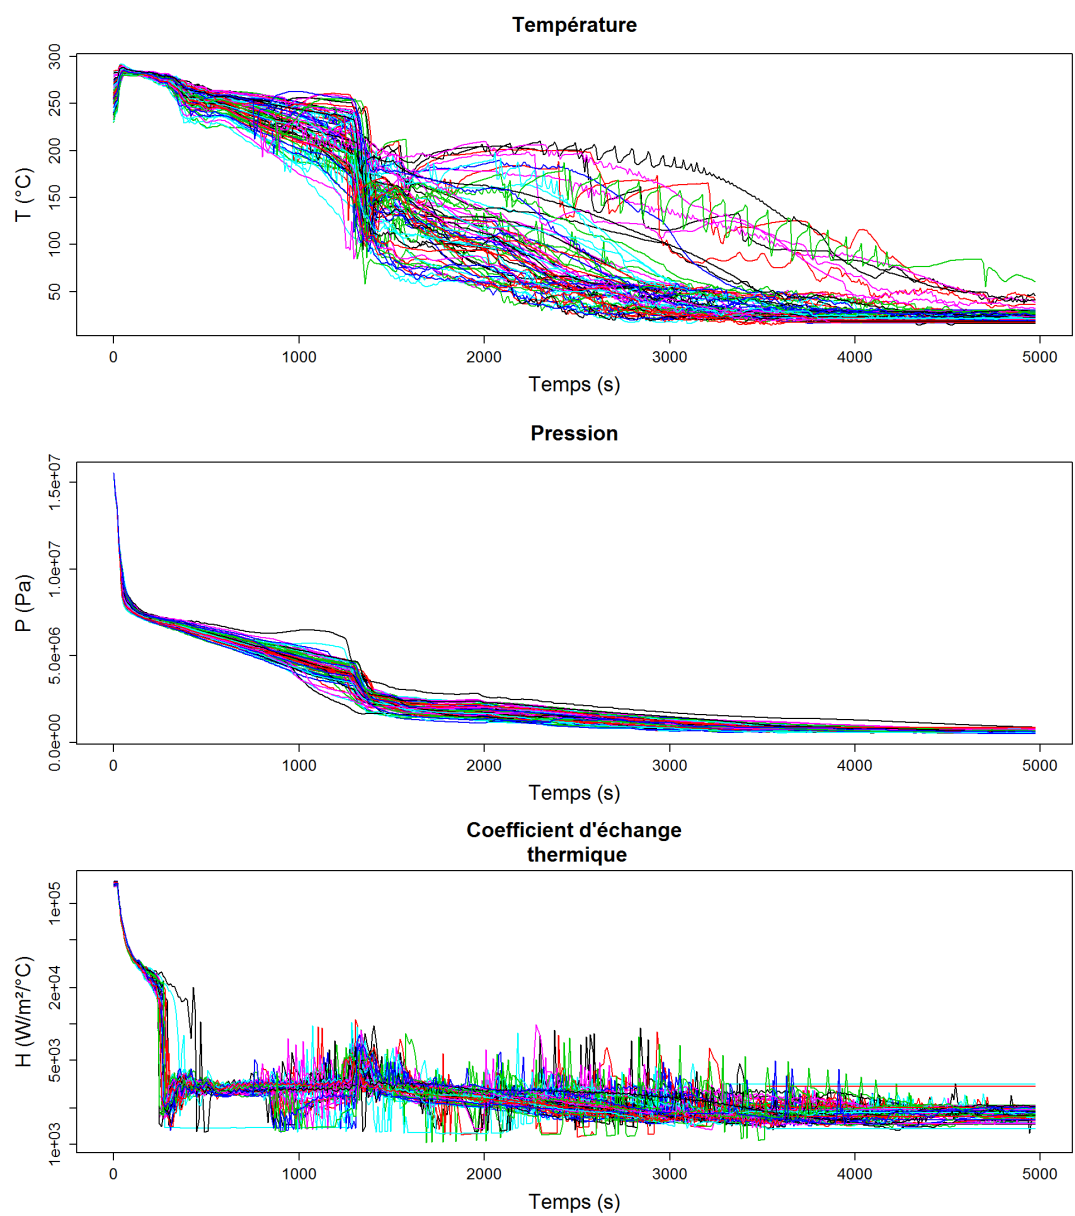 Température
300
250
200
150
100
50
T (°C)
0 1000 2000 3000 4000 5000
Temps (s)
Pression
1.5e+07
1.0e+07
5.0e+06
0.0e+00
P (Pa)
0 1000 2000 3000 4000 5000
Temps (s)
Coefficient d'échange
thermique
1e+05
2e+04
5e+03
1e+03
H (W/m²/°C)
0 1000 2000 3000 4000 5000
Temps (s)